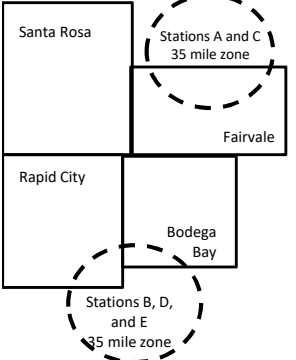 Santa Rosa
Stations A and C
35 mile zone
Fairvale
Rapid City
Bodega
Bay
Stations B, D,
and E
35 mile zone